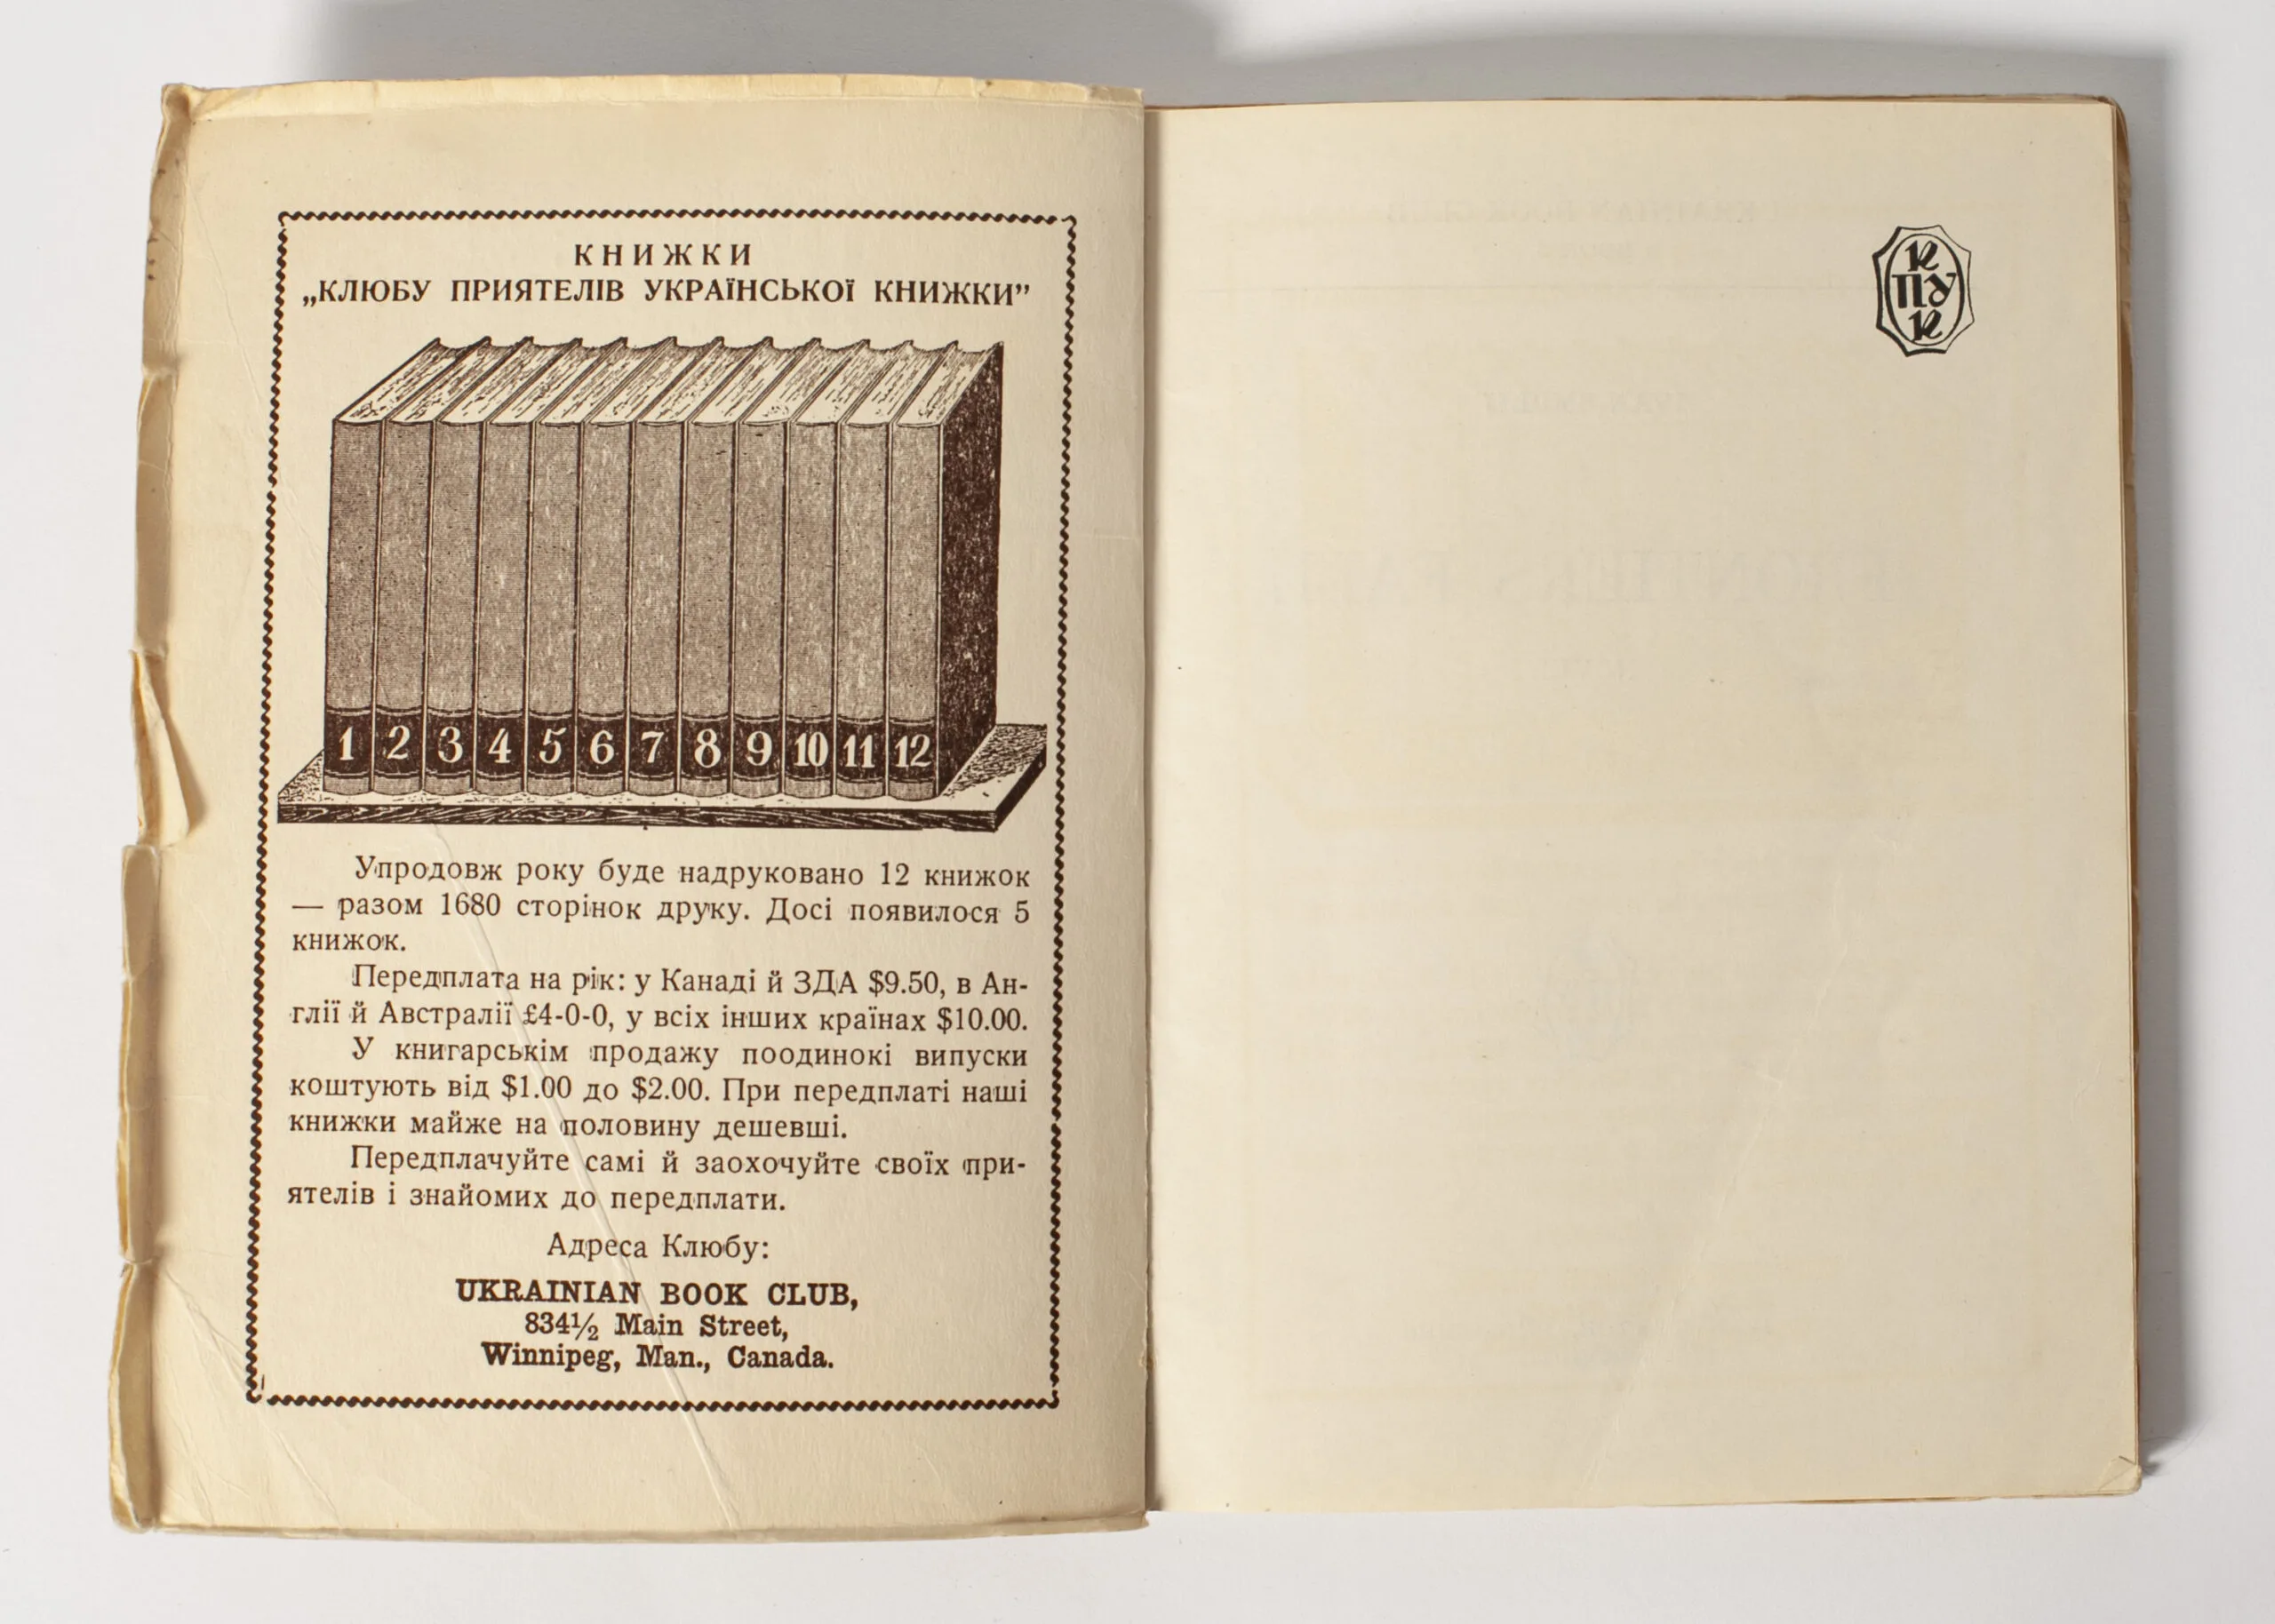 КНИЖКИ
„КЛЮБУ ПРИЯТЕЛІВ УКРАЇНСЬКОЇ КНИЖКИ”
1 2 3 4 5 6 7 8 9 10 11 12
Упродовж року буде надруковано 12 книжок
— разом 1680 сторінок друку. Досі появилося 5
книжок.
Передплата на рік: у Канаді й ЗДА $9.50, в Ан-
глії й Австралії £4-0-0, у всіх інших країнах $10.00.
У книгарськім продажу поодинокі випуски
коштують від $1.00 до $2.00. При передплаті наші
книжки майже на половину дешевші.
Передплачуйте самі й заохочуйте своїх при-
ятелів і знайомих до передплати.
Адреса Клюбу:
UKRAINIAN BOOK CLUB,
834½ Main Street,
Winnipeg, Man., Canada.
К
ПУ
К